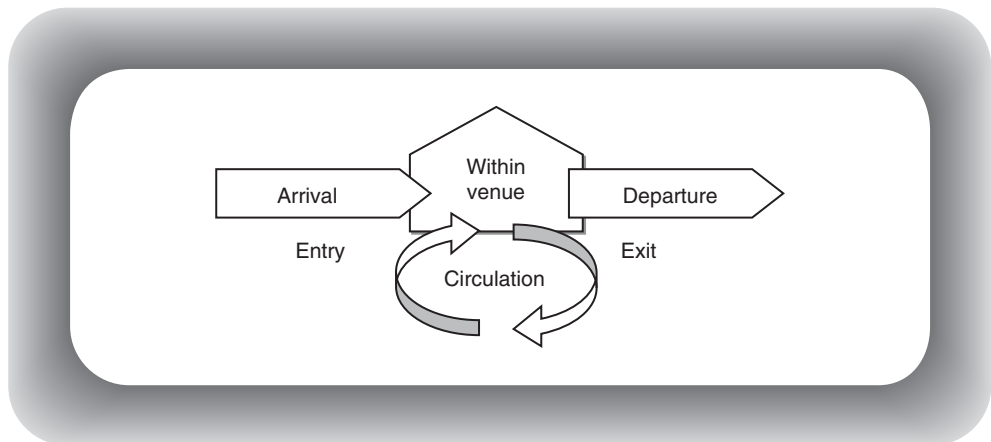 Within
venue
Arrival
Departure
Entry
Exit
Circulation